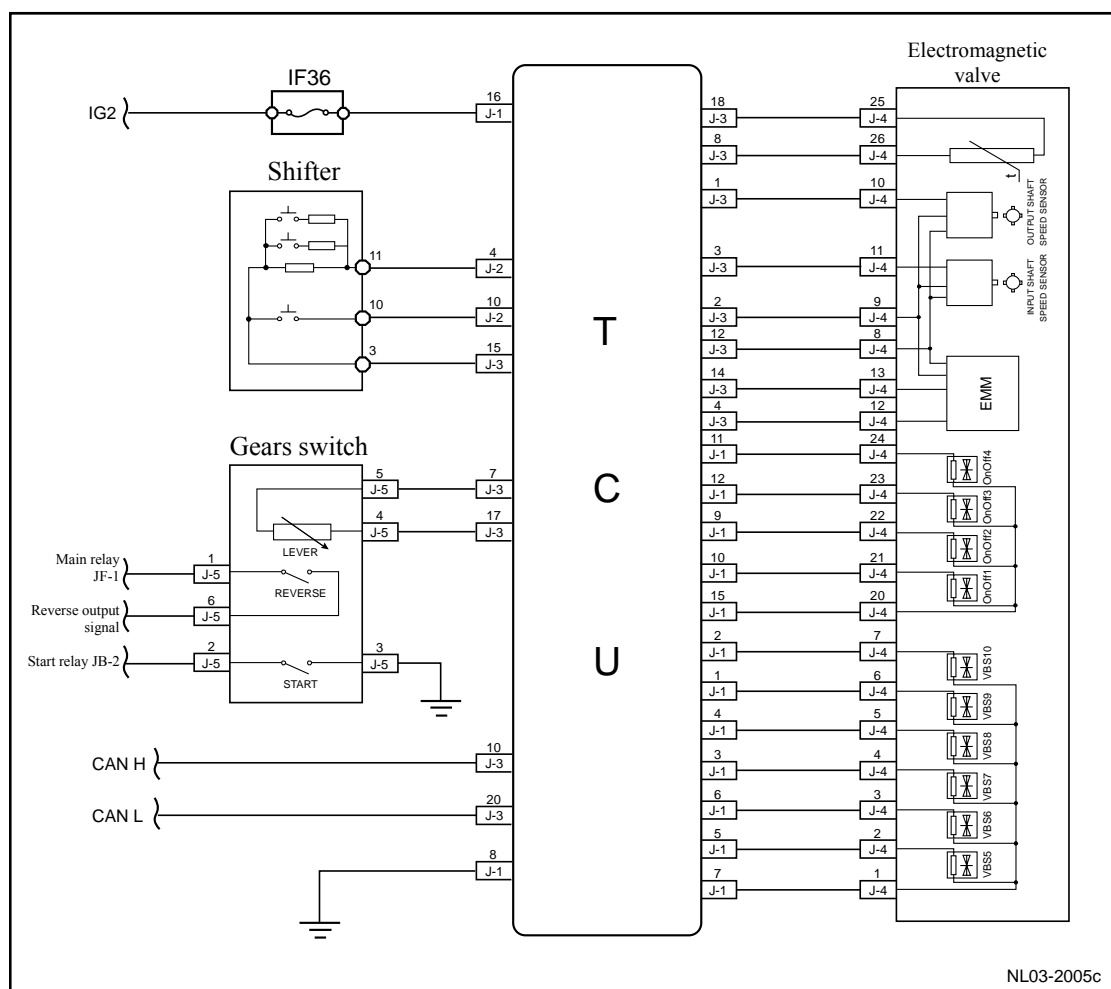 IF36
IG2
16
J-1
Shifter
11
4
J-2
10
10
J-2
3
15
J-3
Gears switch
5
J-5
7
J-3
4
J-5
17
J-3
LEVER
Main relay
JF-1
1
J-5
REVERSE
Reverse output
signal
6
J-5
Start relay JB-2
2
J-5
START
3
J-5
CAN H
10
J-3
CAN L
20
J-3
8
J-1
T
C
U
Electromagnetic
valve
18
J-3
25
J-4
8
J-3
26
J-4
t
1
J-3
10
J-4
OUTPUT SHAFT
SPEED SENSOR
3
J-3
11
J-4
INPUT SHAFT
SPEED SENSOR
2
J-3
9
J-4
12
J-3
8
J-4
14
J-3
13
J-4
EMM
4
J-3
12
J-4
11
J-1
24
J-4
OnOff4
12
J-1
23
J-4
OnOff3
9
J-1
22
J-4
OnOff2
10
J-1
21
J-4
OnOff1
15
J-1
20
J-4
2
J-1
7
J-4
VBS10
1
J-1
6
J-4
VBS9
4
J-1
5
J-4
VBS8
3
J-1
4
J-4
VBS7
6
J-1
3
J-4
VBS6
5
J-1
2
J-4
VBS5
7
J-1
1
J-4
NL03-2005c